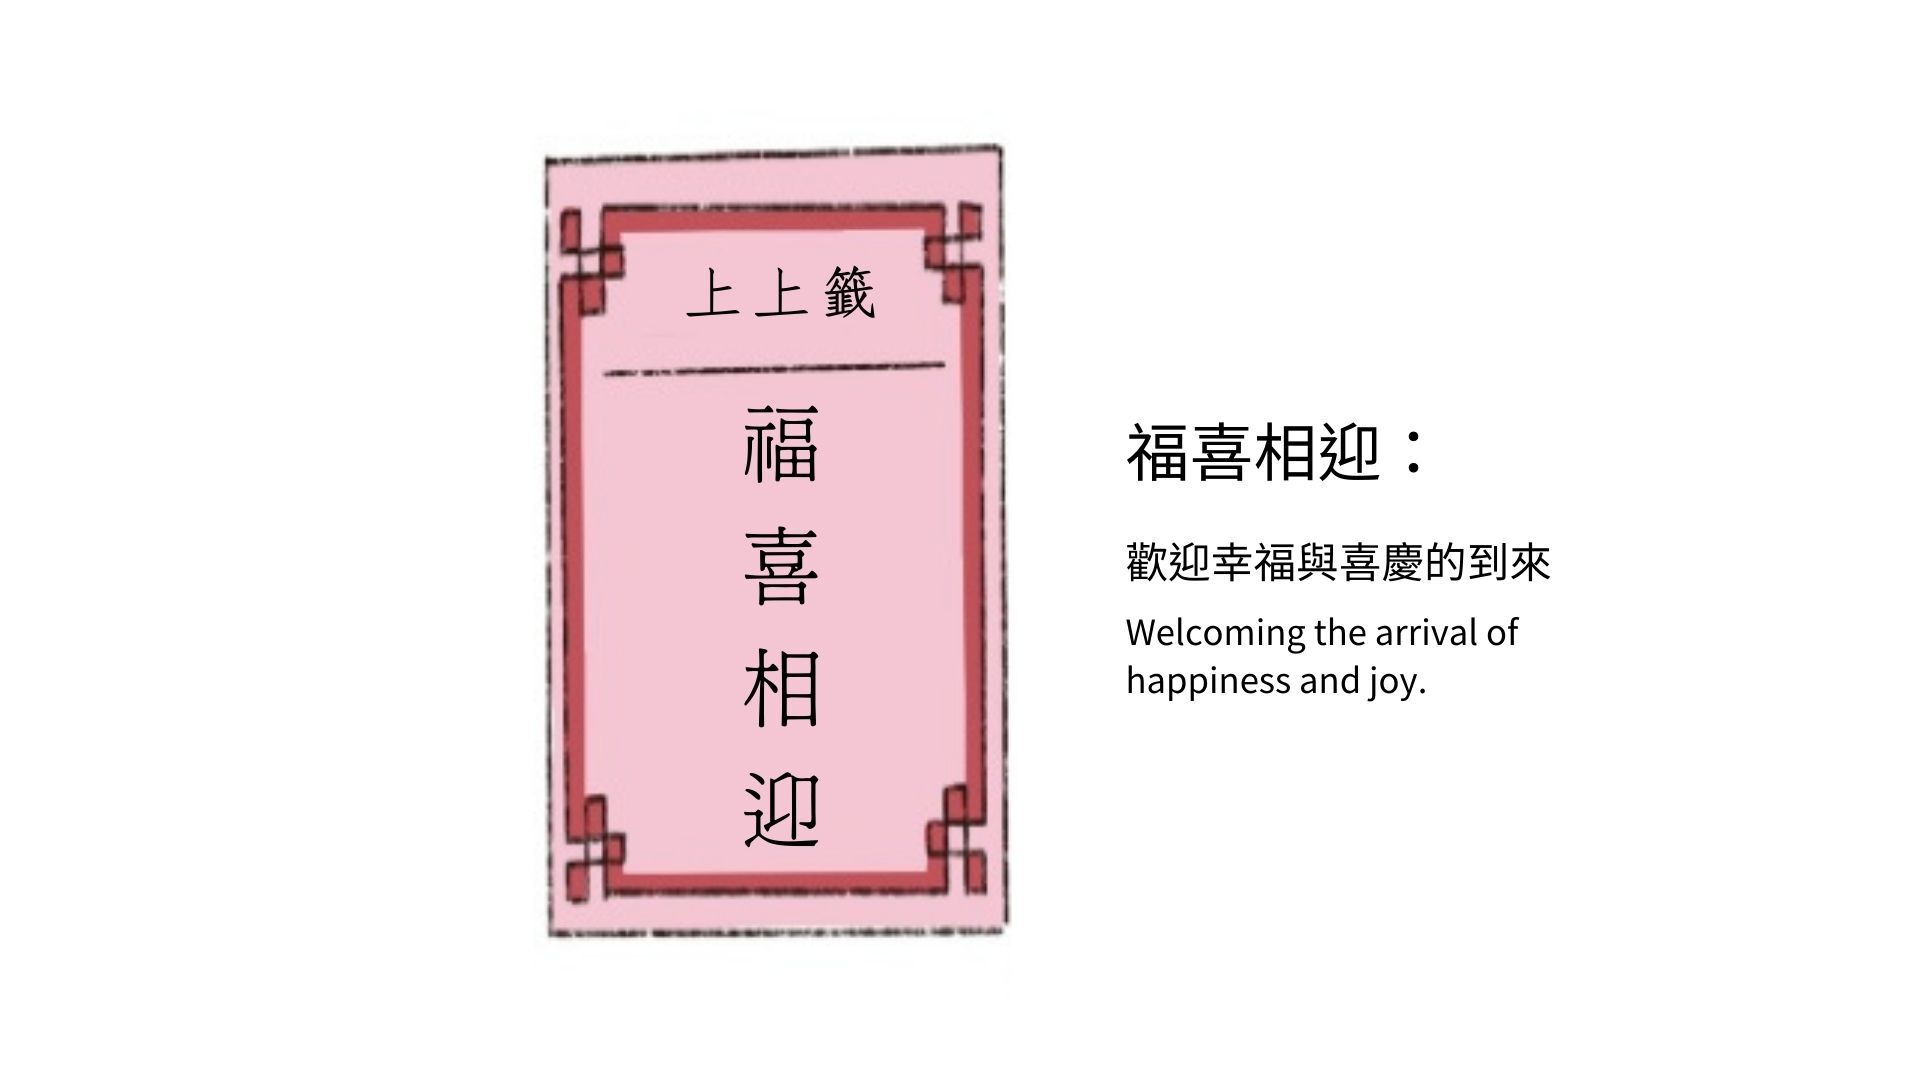 上上籤
福喜相迎
福喜相迎：
歡迎幸福與喜慶的到來
Welcoming the arrival of
happiness and joy.